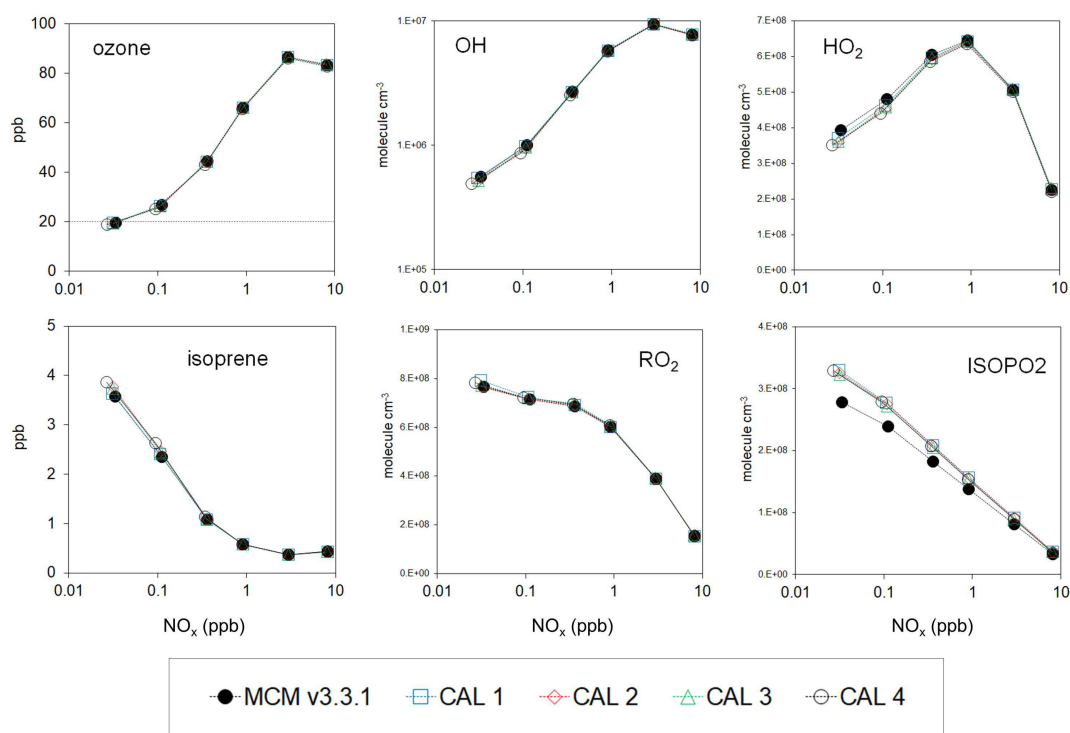 ozone
100
80
60
40
20
0
ppb
0.01 0.1 1 10
OH
1.E+07
1.E+06
1.E+05
molecule cm⁻³
0.01 0.1 1 10
HO₂
7.E+08
6.E+08
5.E+08
4.E+08
3.E+08
2.E+08
1.E+08
0.E+00
molecule cm⁻³
0.01 0.1 1 10
isoprene
5
4
3
2
1
0
ppb
0.01 0.1 1 10
NOₓ (ppb)
RO₂
1.E+09
8.E+08
6.E+08
4.E+08
2.E+08
0.E+00
molecule cm⁻³
0.01 0.1 1 10
NOₓ (ppb)
ISOPO2
4.E+08
3.E+08
2.E+08
1.E+08
0.E+00
molecule cm⁻³
0.01 0.1 1 10
NOₓ (ppb)
MCM v3.3.1 CAL 1 CAL 2 CAL 3 CAL 4